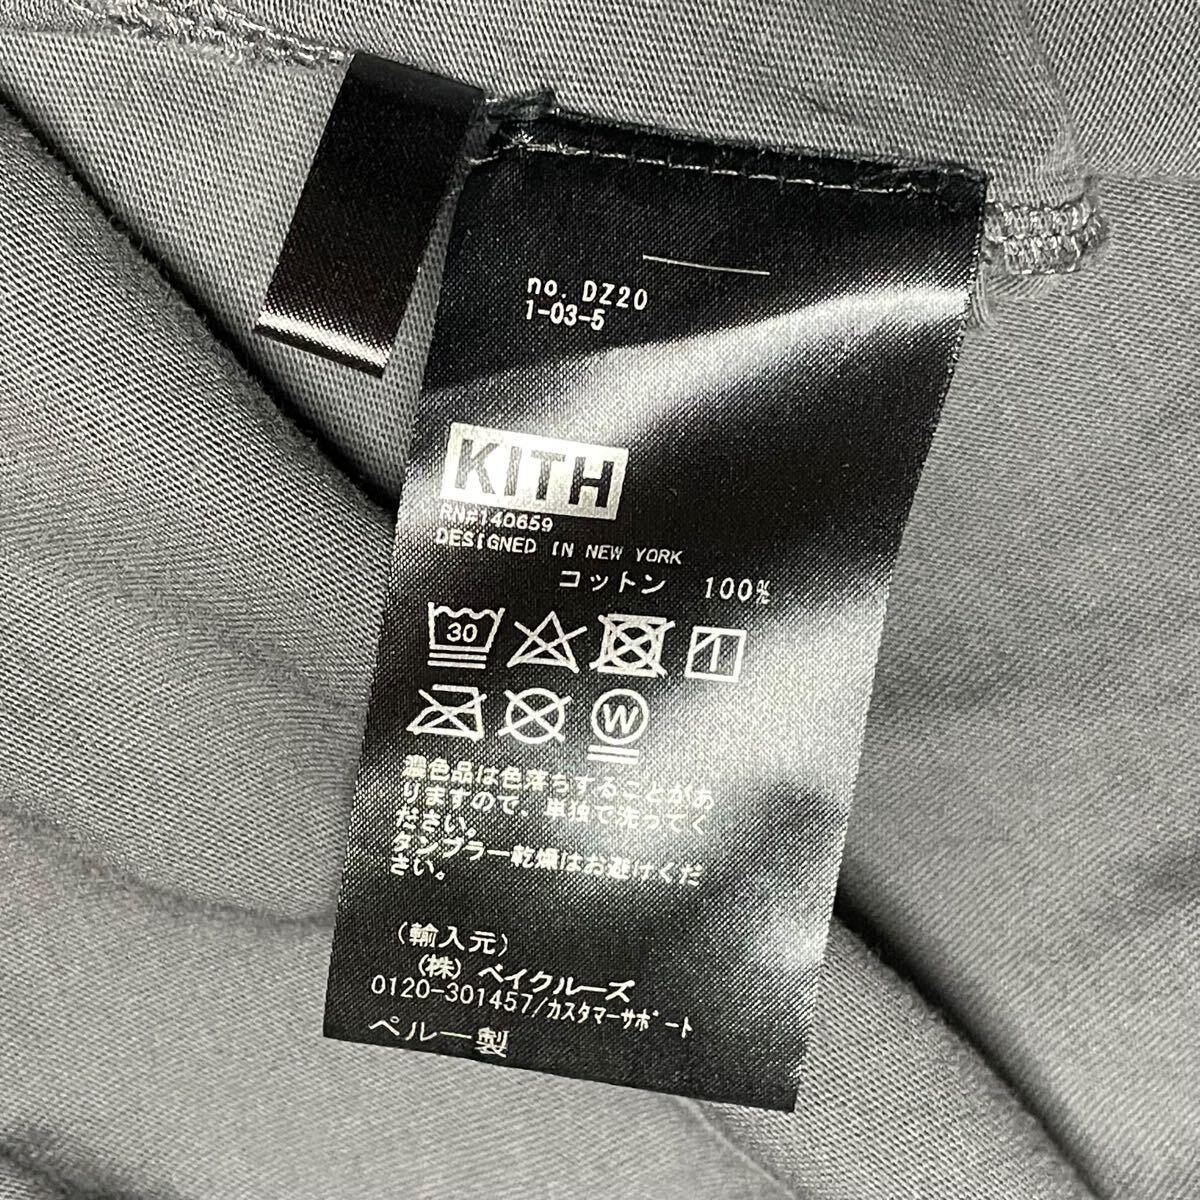 no. DZ20
1-03-5
KITH
RN#140659
DESIGNED IN NEW YORK
コットン 100%
30
W
濃色品は色落ちすることがあ
りますので、単独で洗ってく
ださい。
タンブラー乾燥はお避けくだ
さい。
(輸入元)
(株) ベイクルーズ
0120-301457/カスタマーサポート
ペルー製